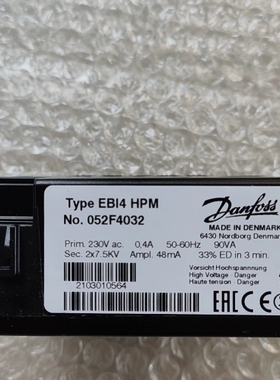 Type EBI4 HPM
No. 052F4032
Danfoss
MADE IN DENMARK
6430 Nordborg Denmark
Prim. 230V ac. 0,4A 50-60Hz 90VA
Sec. 2x7.5KV Ampl. 48mA 33% ED in 3 min.
Vorsicht Hochspannung
High Voltage - Danger
Haute tension - Danger
2103010564
EAC CE